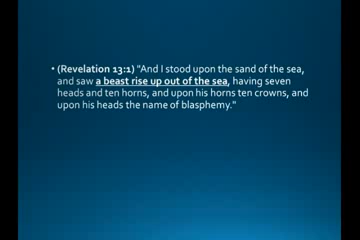 • (Revelation 13:1) "And I stood upon the sand of the sea,
and saw a beast rise up out of the sea, having seven
heads and ten horns, and upon his horns ten crowns, and
upon his heads the name of blasphemy."